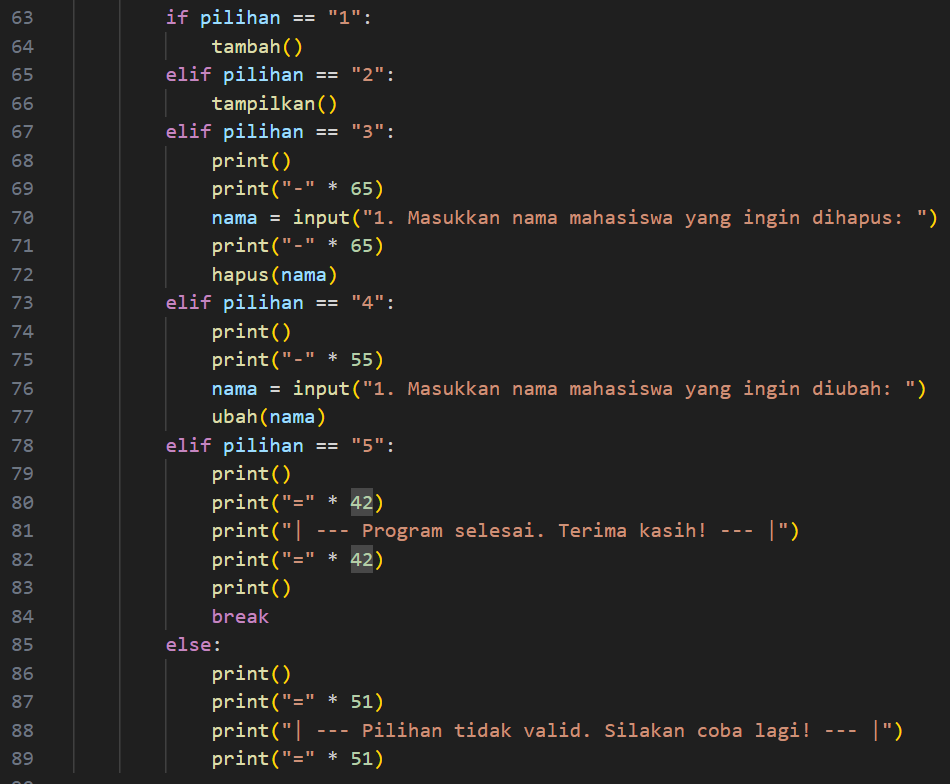 63 if pilihan == "1":
64 tambah()
65 elif pilihan == "2":
66 tampilkan()
67 elif pilihan == "3":
68 print()
69 print("-" * 65)
70 nama = input("1. Masukkan nama mahasiswa yang ingin dihapus: ")
71 print("-" * 65)
72 hapus(nama)
73 elif pilihan == "4":
74 print()
75 print("-" * 55)
76 nama = input("1. Masukkan nama mahasiswa yang ingin diubah: ")
77 ubah(nama)
78 elif pilihan == "5":
79 print()
80 print("=" * 42)
81 print("| --- Program selesai. Terima kasih! --- |")
82 print("=" * 42)
83 print()
84 break
85 else:
86 print()
87 print("=" * 51)
88 print("| --- Pilihan tidak valid. Silakan coba lagi! --- |")
89 print("=" * 51)